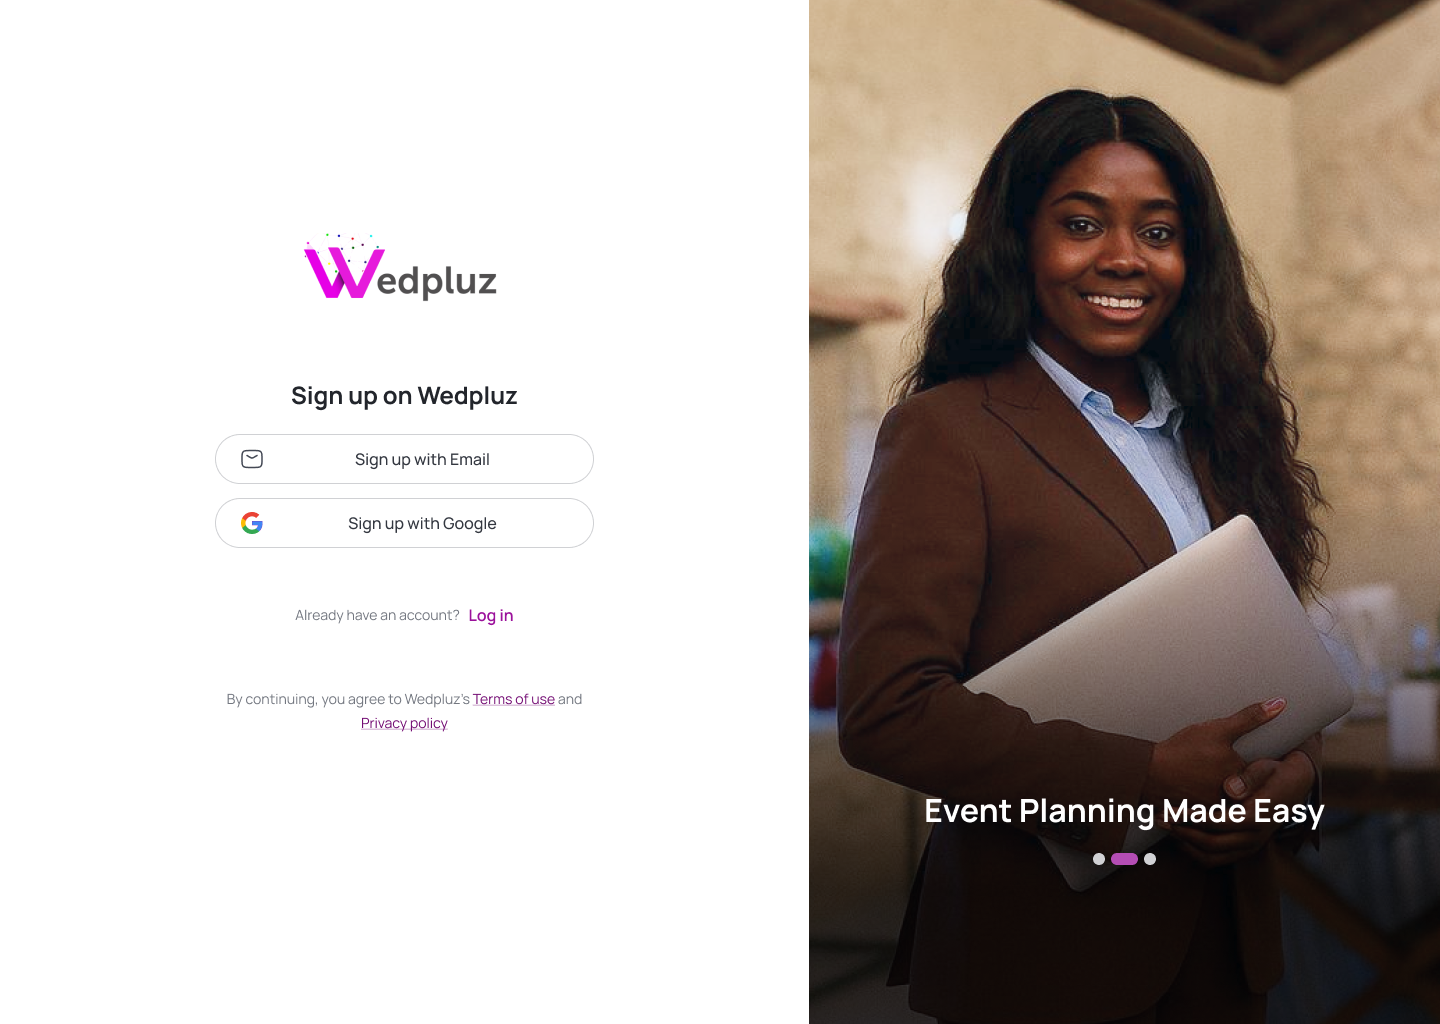 Wedpluz
Sign up on Wedpluz
Sign up with Email
Sign up with Google
Already have an account? Log in
By continuing, you agree to Wedpluz's Terms of use and
Privacy policy
Event Planning Made Easy